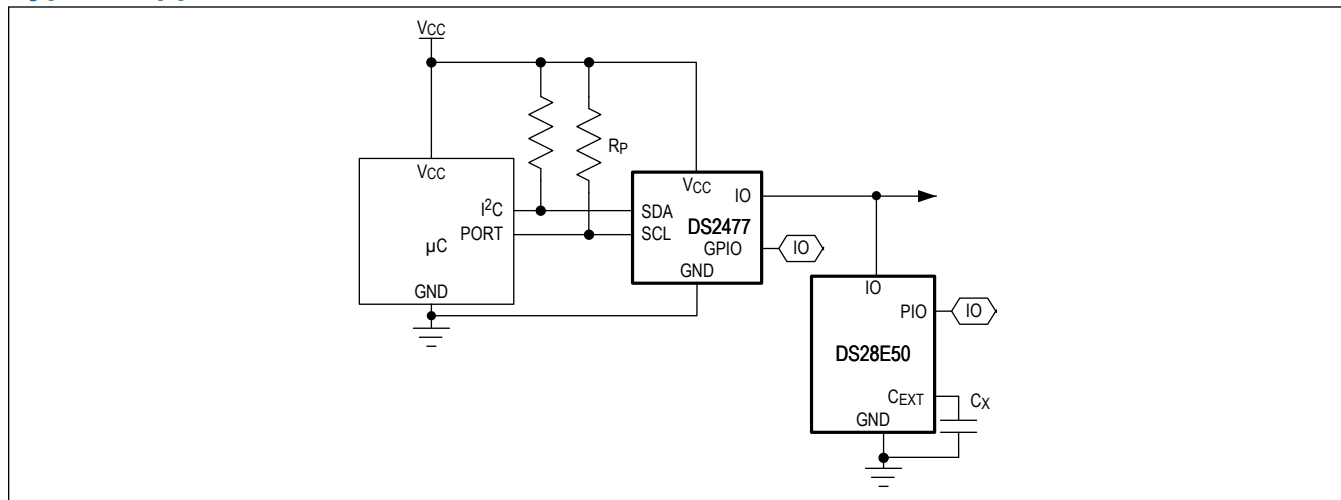 VCC
RP
VCC
I²C
PORT
µC
GND
VCC
IO
SDA
SCL
DS2477
GPIO
GND
IO
IO
PIO
IO
DS28E50
CEXT
CX
GND